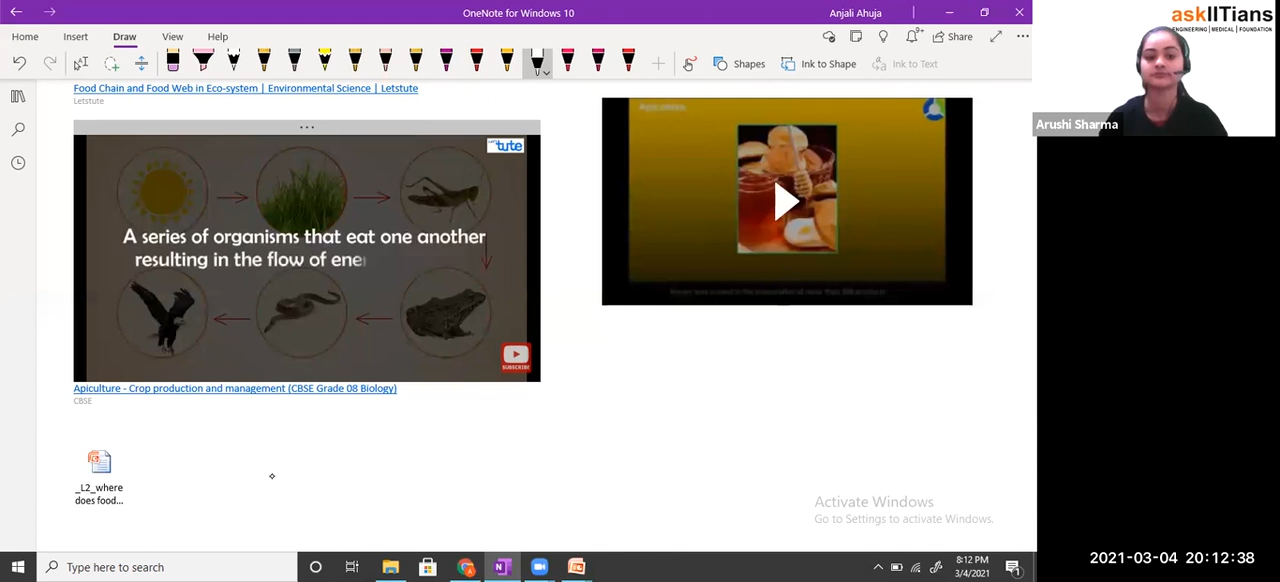 OneNote for Windows 10
Anjali Ahuja
askIITians
ENGINEERING | MEDICAL | FOUNDATION
Home
Insert
Draw
View
Help
Share
Shapes
Ink to Shape
Ink to Text
Arushi Sharma
Food Chain and Food Web in Eco-system | Environmental Science | Letstute
Letstute
tute
A series of organisms that eat one another
resulting in the flow of ene
SUBSCRIBE
Apiculture
Apiculture - Crop production and management (CBSE Grade 08 Biology)
CBSE
_L2_where
does food...
Activate Windows
Go to Settings to activate Windows.
Type here to search
8:12 PM
3/4/2021
1
2021-03-04 20:12:38